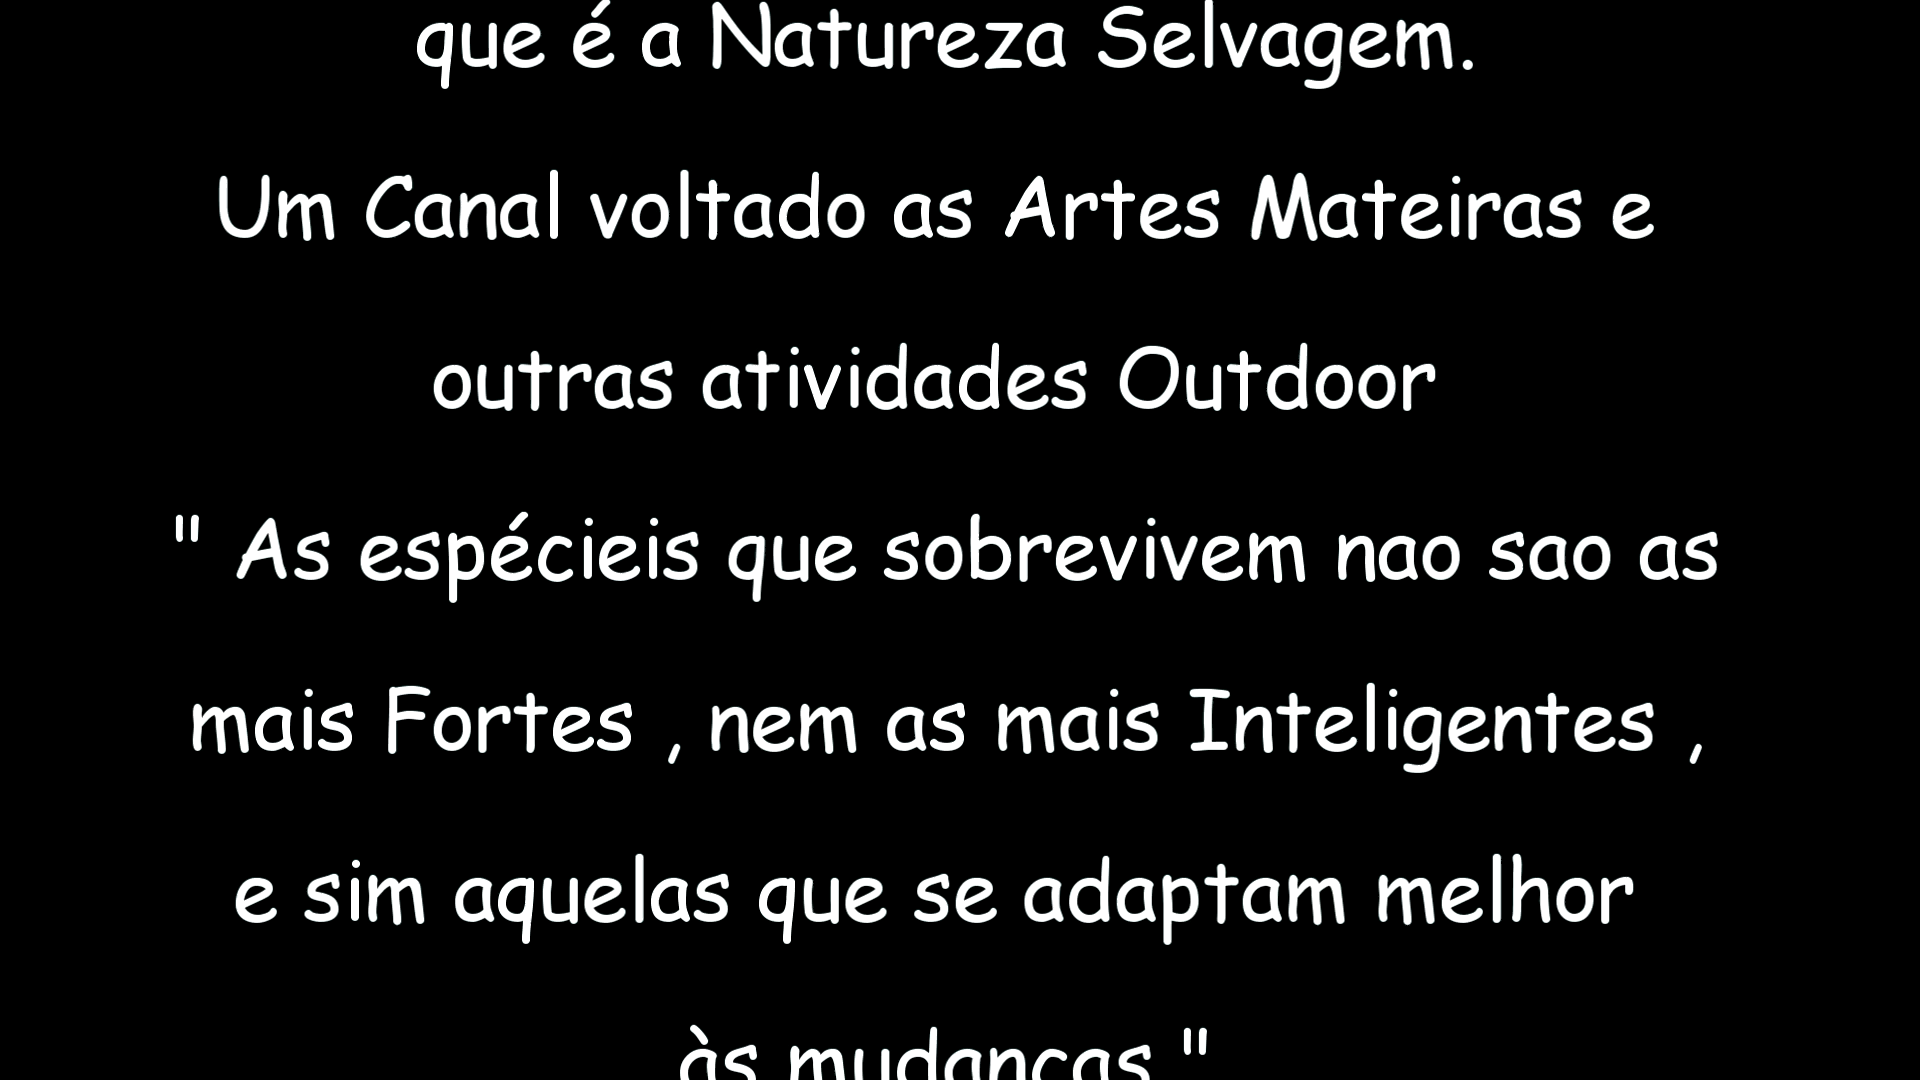 que é a Natureza Selvagem.
Um Canal voltado as Artes Mateiras e
outras atividades Outdoor
" As espécieis que sobrevivem nao sao as
mais Fortes , nem as mais Inteligentes ,
e sim aquelas que se adaptam melhor
às mudanças "